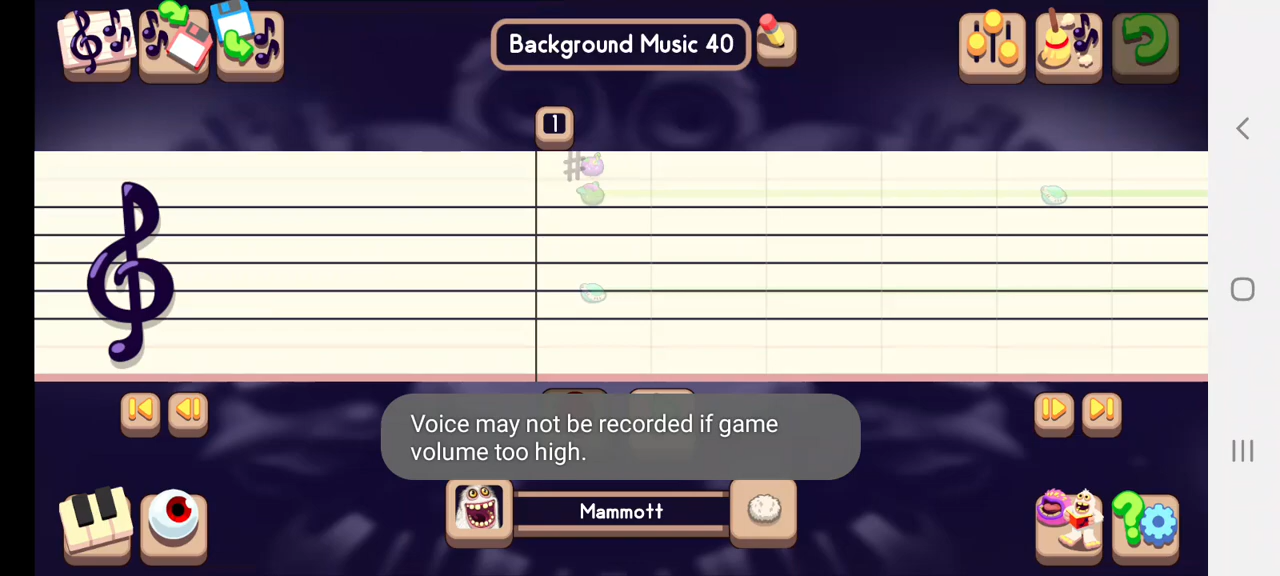 Background Music 40
1
#
Voice may not be recorded if game
volume too high.
Mammott
?